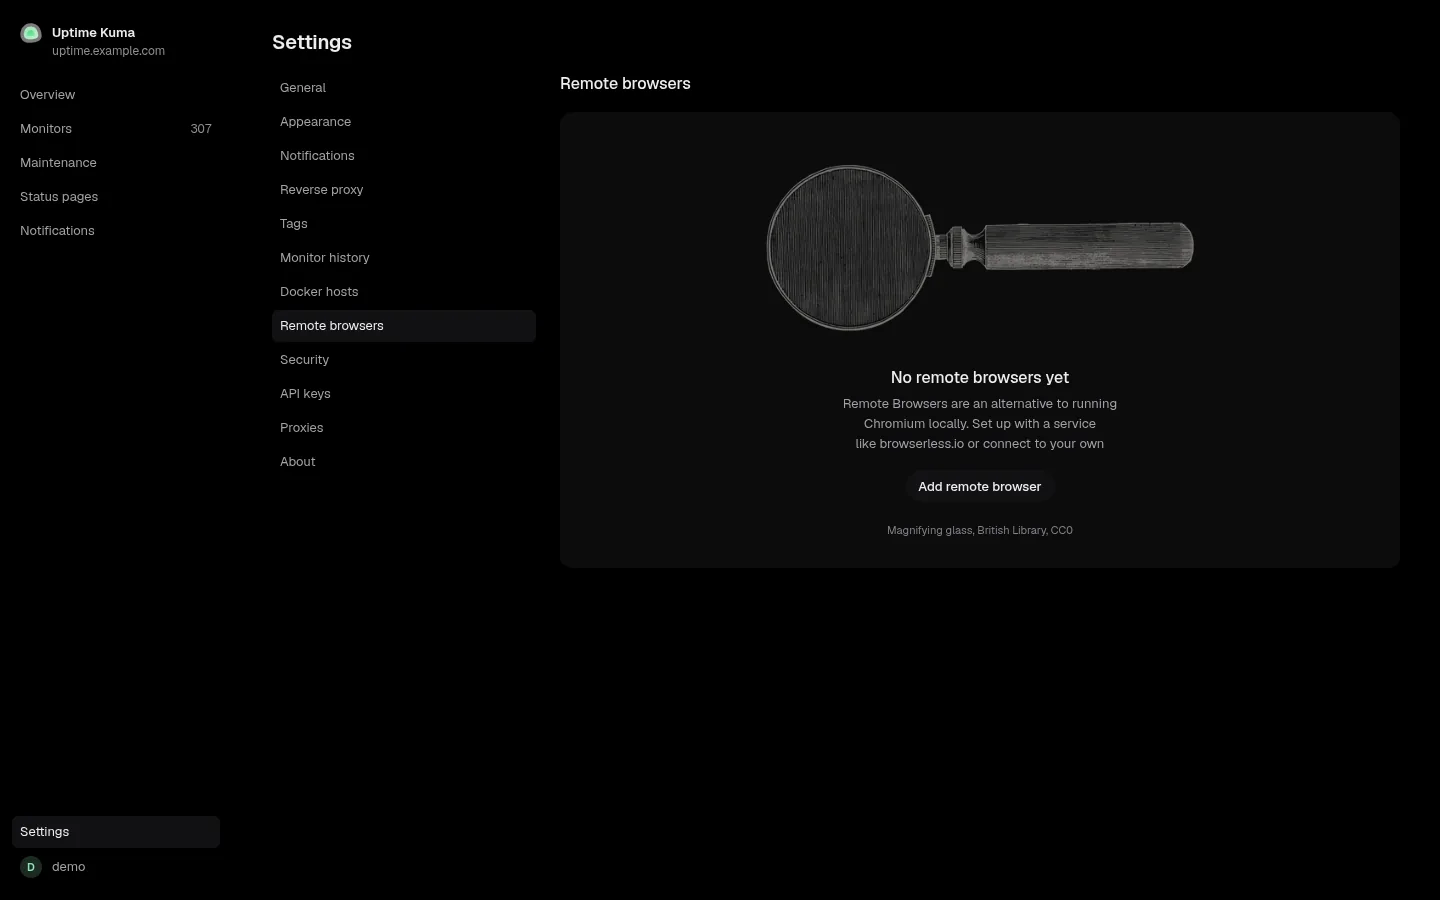 Uptime Kuma
uptime.example.com
Overview
Monitors 307
Maintenance
Status pages
Notifications
Settings
D demo
Settings
General
Appearance
Notifications
Reverse proxy
Tags
Monitor history
Docker hosts
Remote browsers
Security
API keys
Proxies
About
Remote browsers
No remote browsers yet
Remote Browsers are an alternative to running
Chromium locally. Set up with a service
like browserless.io or connect to your own
Add remote browser
Magnifying glass, British Library, CC0